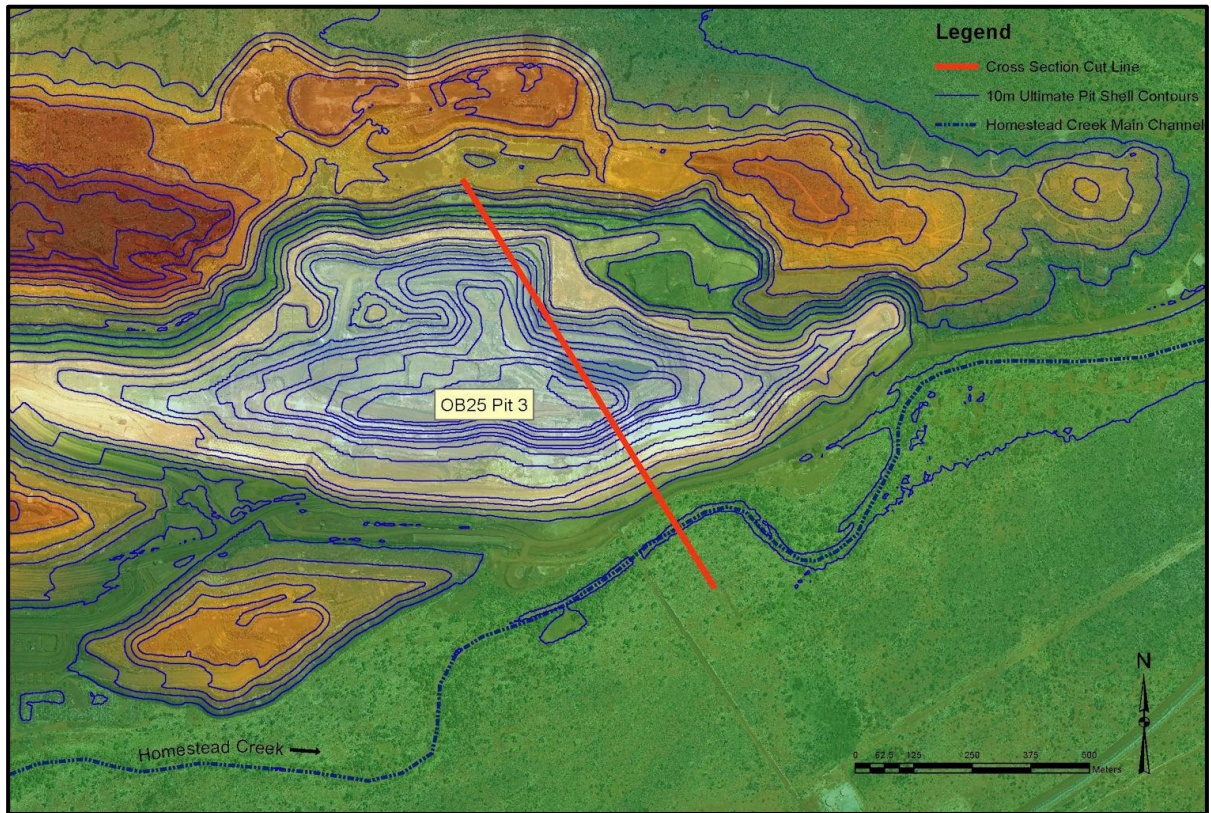 Legend
Cross Section Cut Line
10m Ultimate Pit Shell Contours
Homestead Creek Main Channel
OB25 Pit 3
Homestead Creek
N
0 62.5 125 250 375 500
Meters